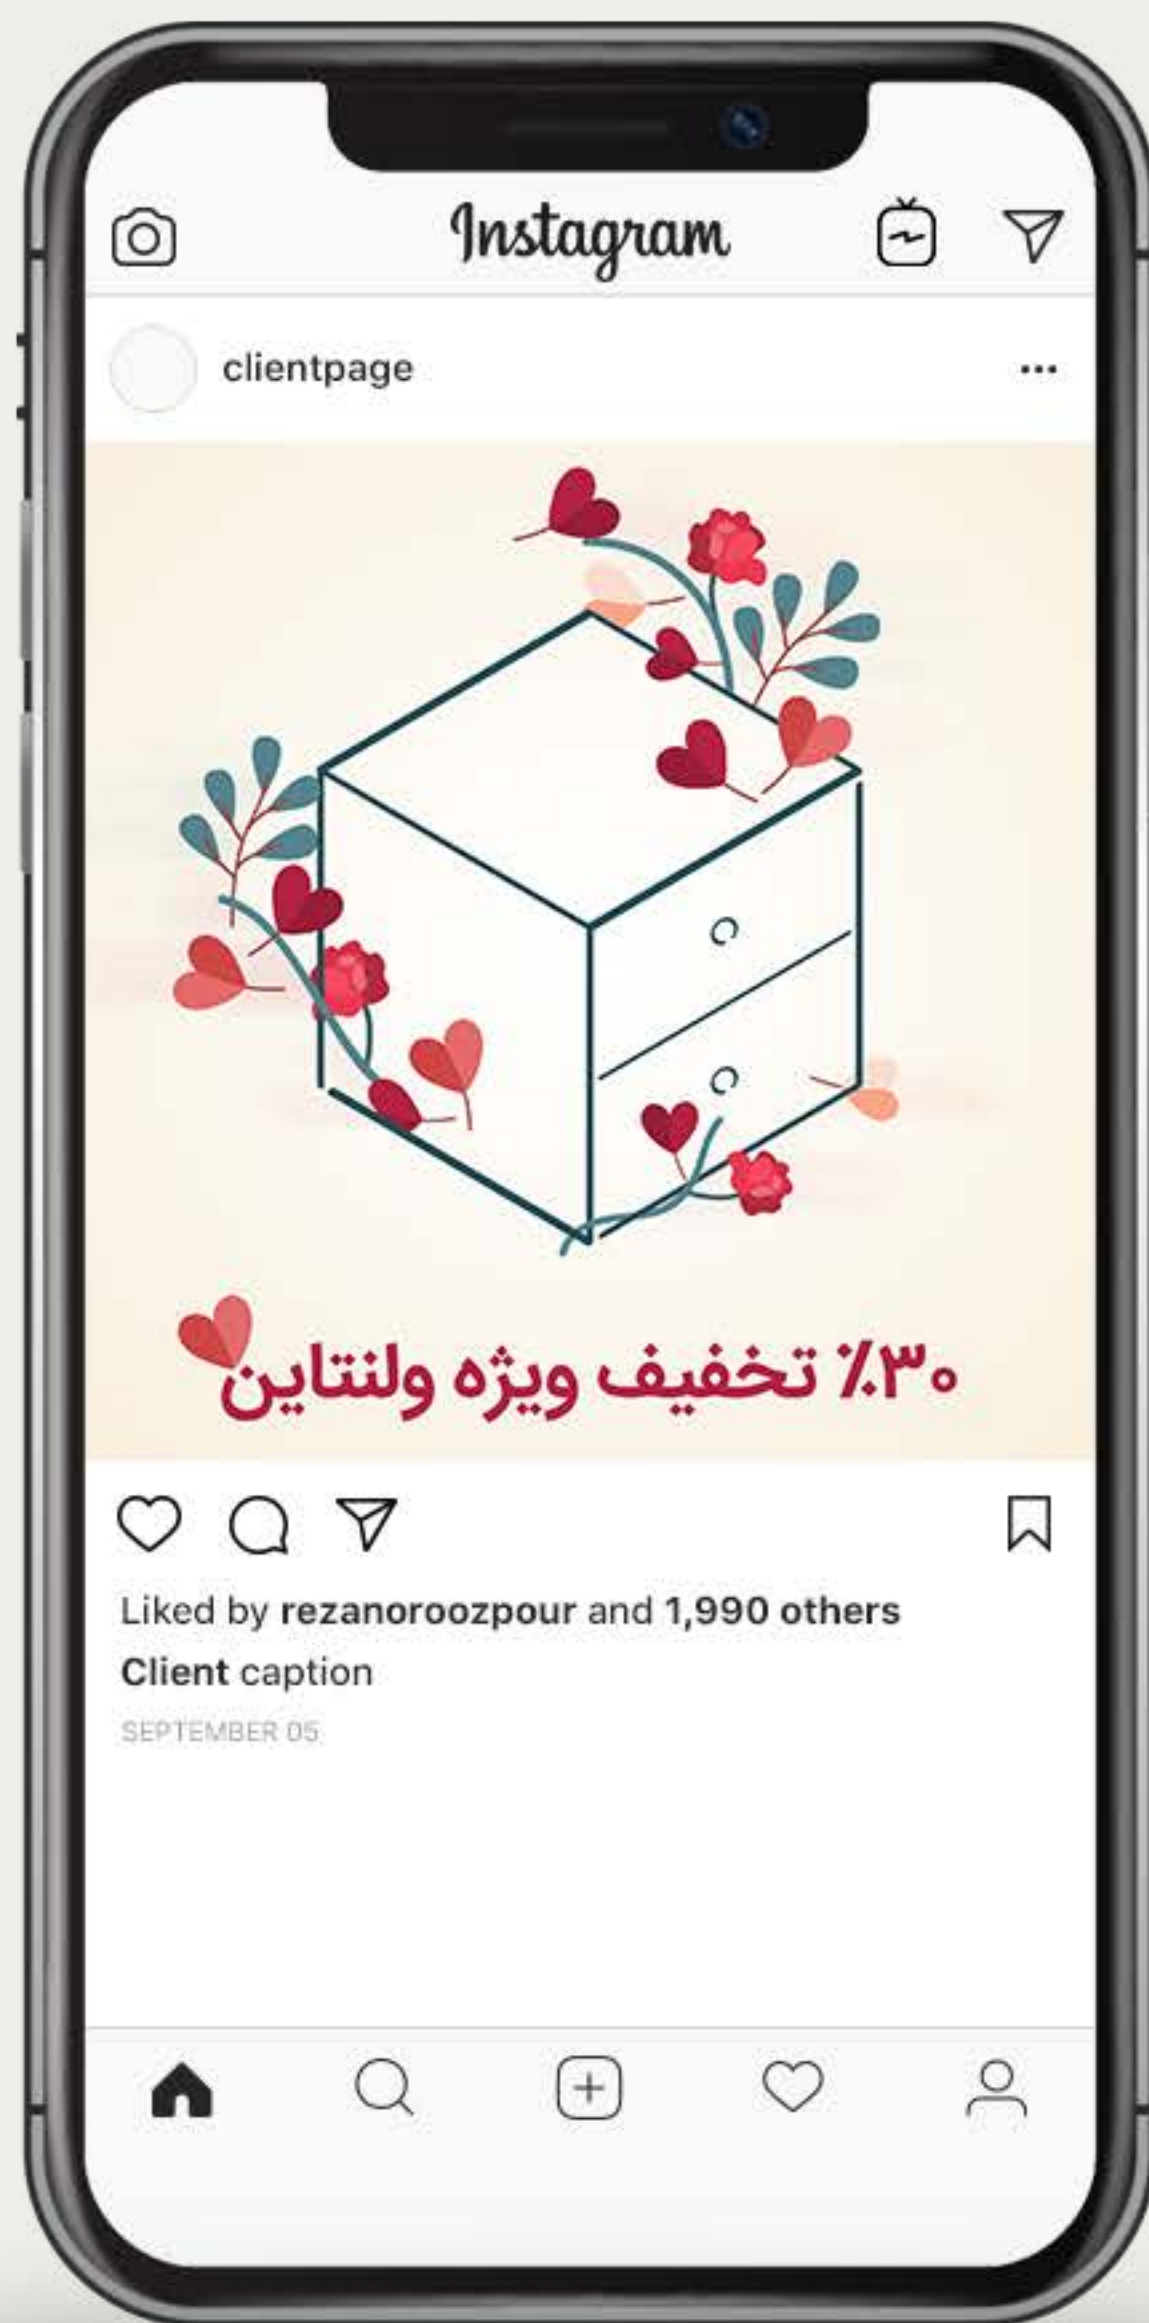 Instagram
clientpage
۳۰٪ تخفیف ویژه ولنتاین
Liked by rezanoroozpour and 1,990 others
Client caption
SEPTEMBER 05